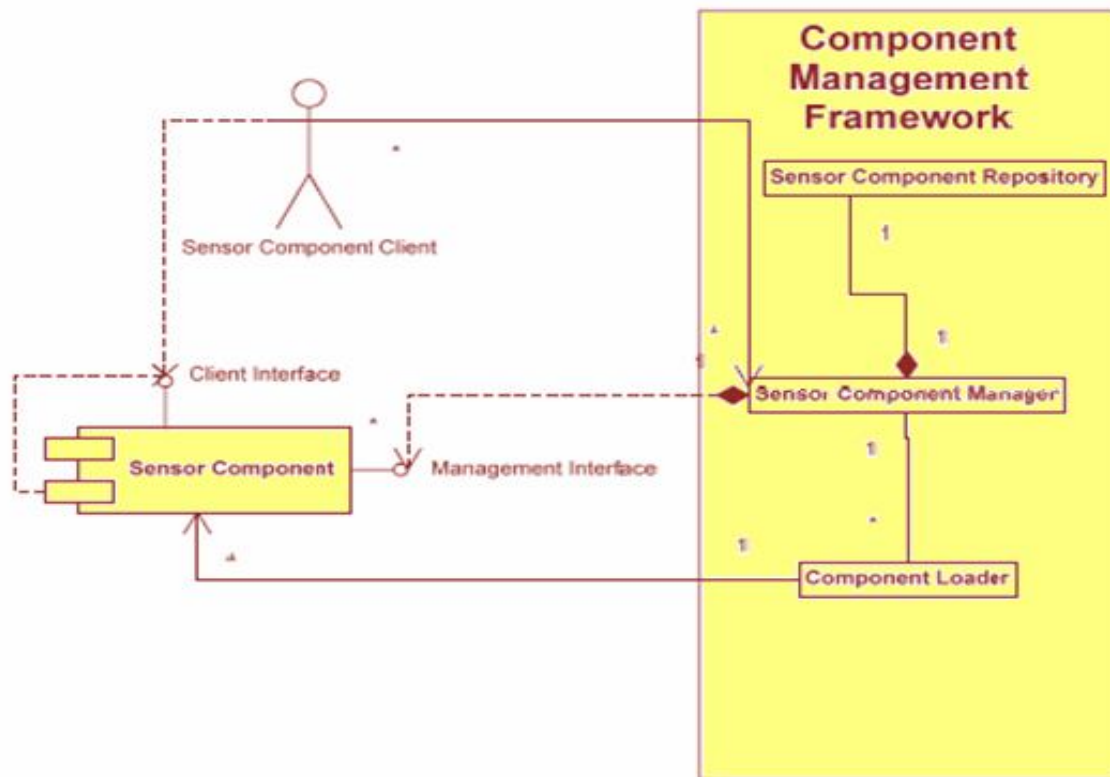 Component
Management
Framework
Sensor Component Repository
1
*
Sensor Component Client
1
*
1
Client Interface
Sensor Component Manager
*
Sensor Component
Management Interface
1
*
*
1
Component Loader